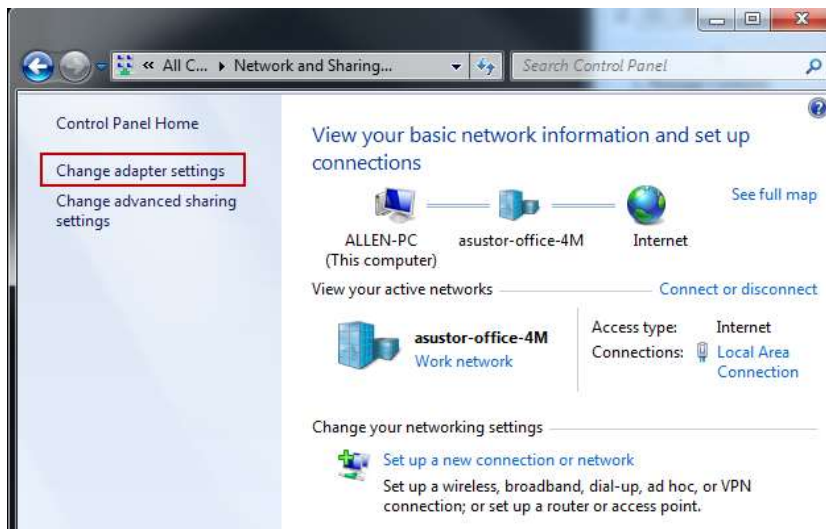 « All C... ▸ Network and Sharing...
Search Control Panel
Control Panel Home
Change adapter settings
Change advanced sharing
settings
View your basic network information and set up
connections
See full map
ALLEN-PC
(This computer)
asustor-office-4M
Internet
View your active networks
Connect or disconnect
asustor-office-4M
Work network
Access type:
Internet
Connections:
Local Area
Connection
Change your networking settings
Set up a new connection or network
Set up a wireless, broadband, dial-up, ad hoc, or VPN
connection; or set up a router or access point.